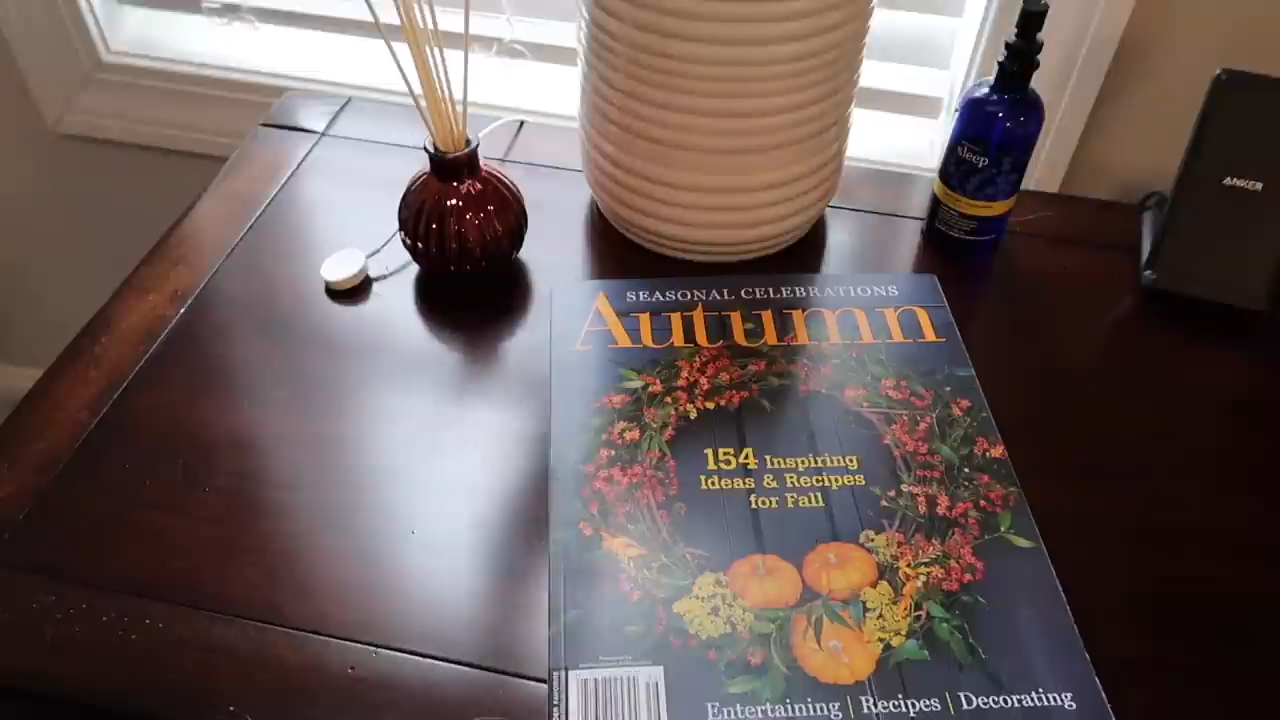 sleep
ANKER
SEASONAL CELEBRATIONS
Autumn
154 Inspiring
Ideas & Recipes
for Fall
Entertaining | Recipes | Decorating